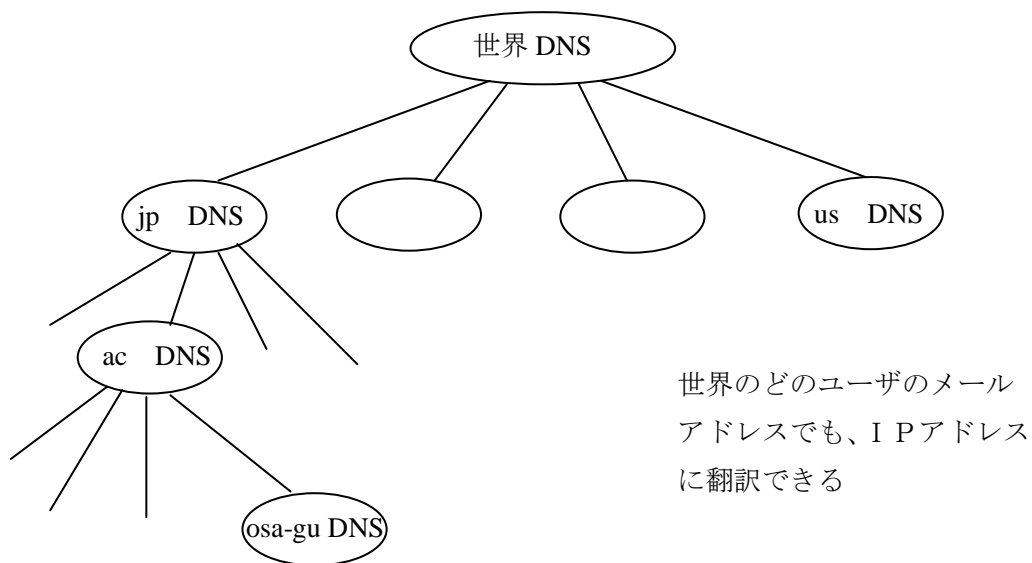 世界 DNS
jp DNS
us DNS
ac DNS
世界のどのユーザのメール
アドレスでも、ＩＰアドレス
に翻訳できる
osa-gu DNS